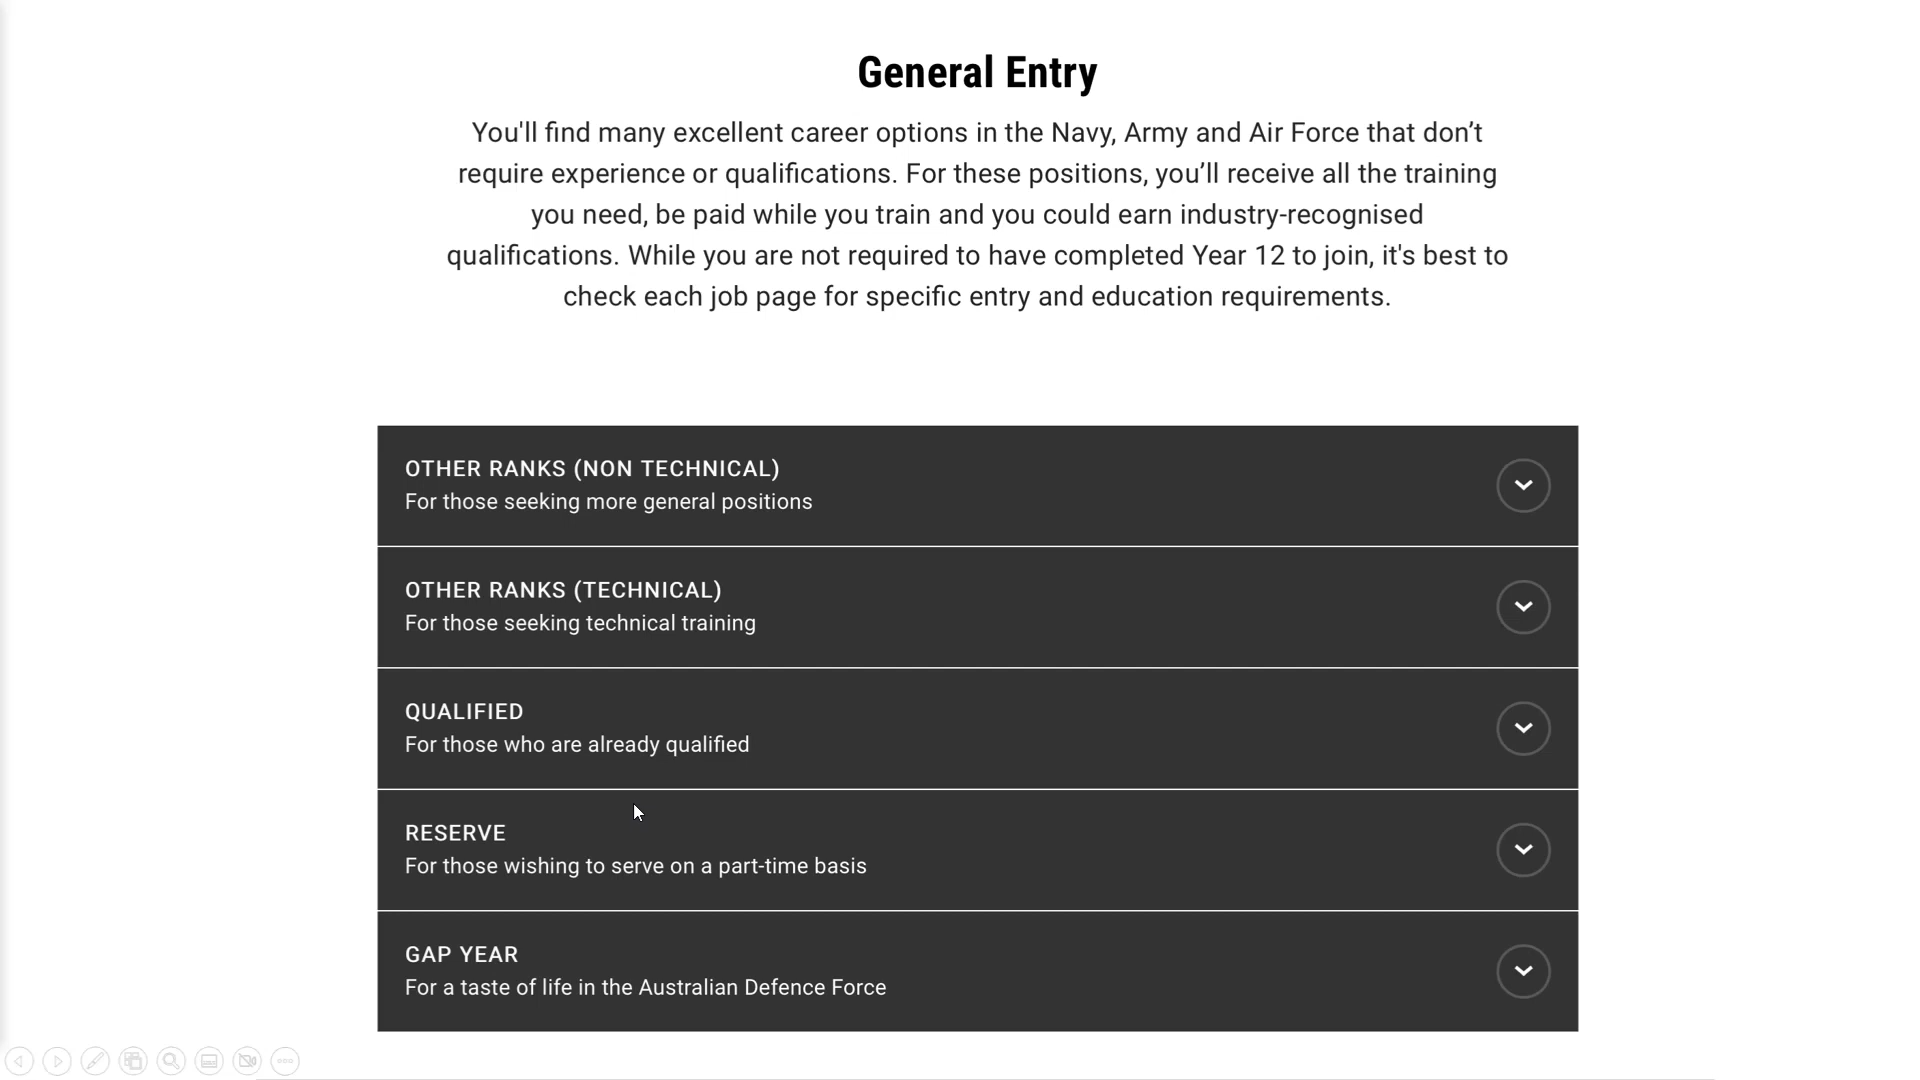 General Entry
You'll find many excellent career options in the Navy, Army and Air Force that don’t
require experience or qualifications. For these positions, you’ll receive all the training
you need, be paid while you train and you could earn industry-recognised
qualifications. While you are not required to have completed Year 12 to join, it's best to
check each job page for specific entry and education requirements.
OTHER RANKS (NON TECHNICAL)
For those seeking more general positions
OTHER RANKS (TECHNICAL)
For those seeking technical training
QUALIFIED
For those who are already qualified
RESERVE
For those wishing to serve on a part-time basis
GAP YEAR
For a taste of life in the Australian Defence Force